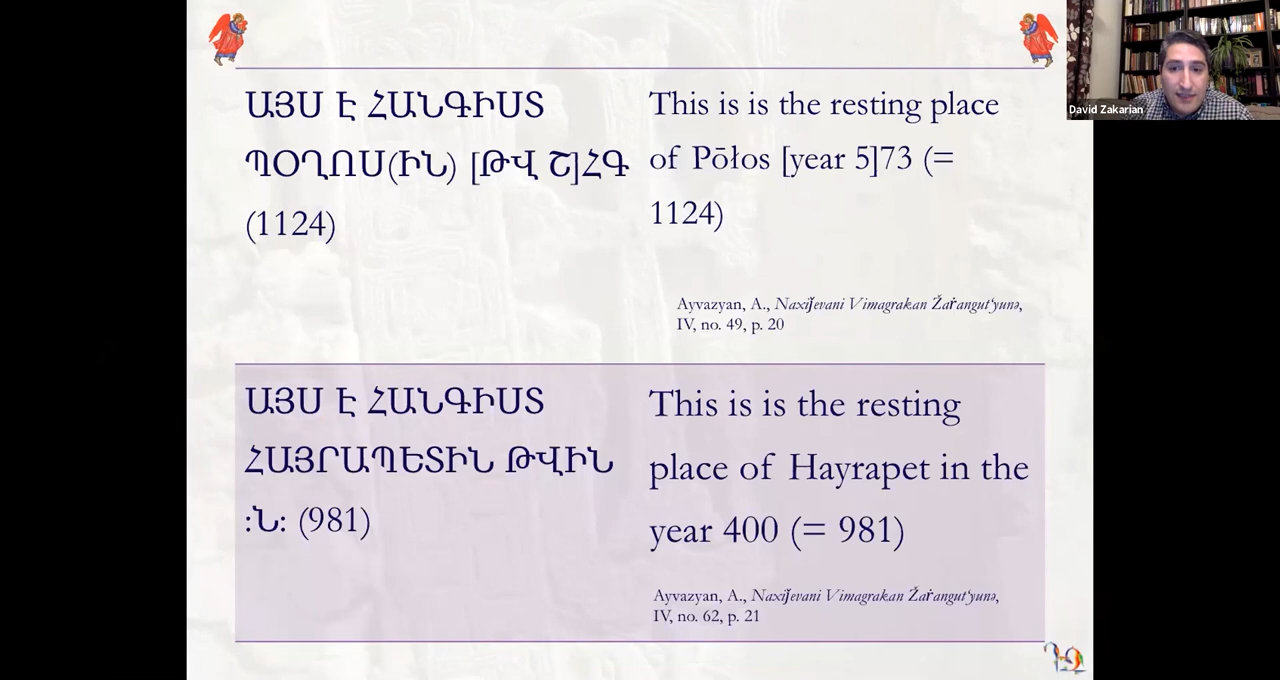 ԱՅՍ Է ՀԱՆԳԻՍՏ
ՊՕՂՈՍ(ԻՆ) [ԹՎ Շ]ՀԳ
(1124)
This is is the resting place
of Pōłos [year 5]73 (=
1124)
Ayvazyan, A., Naxiǰevani Vimagrakan Žaṙangut‘yunə,
IV, no. 49, p. 20
ԱՅՍ Է ՀԱՆԳԻՍՏ
ՀԱՅՐԱՊԵՏԻՆ ԹՎԻՆ
:Ն: (981)
This is is the resting
place of Hayrapet in the
year 400 (= 981)
Ayvazyan, A., Naxiǰevani Vimagrakan Žaṙangut‘yunə,
IV, no. 62, p. 21
David Zakarian